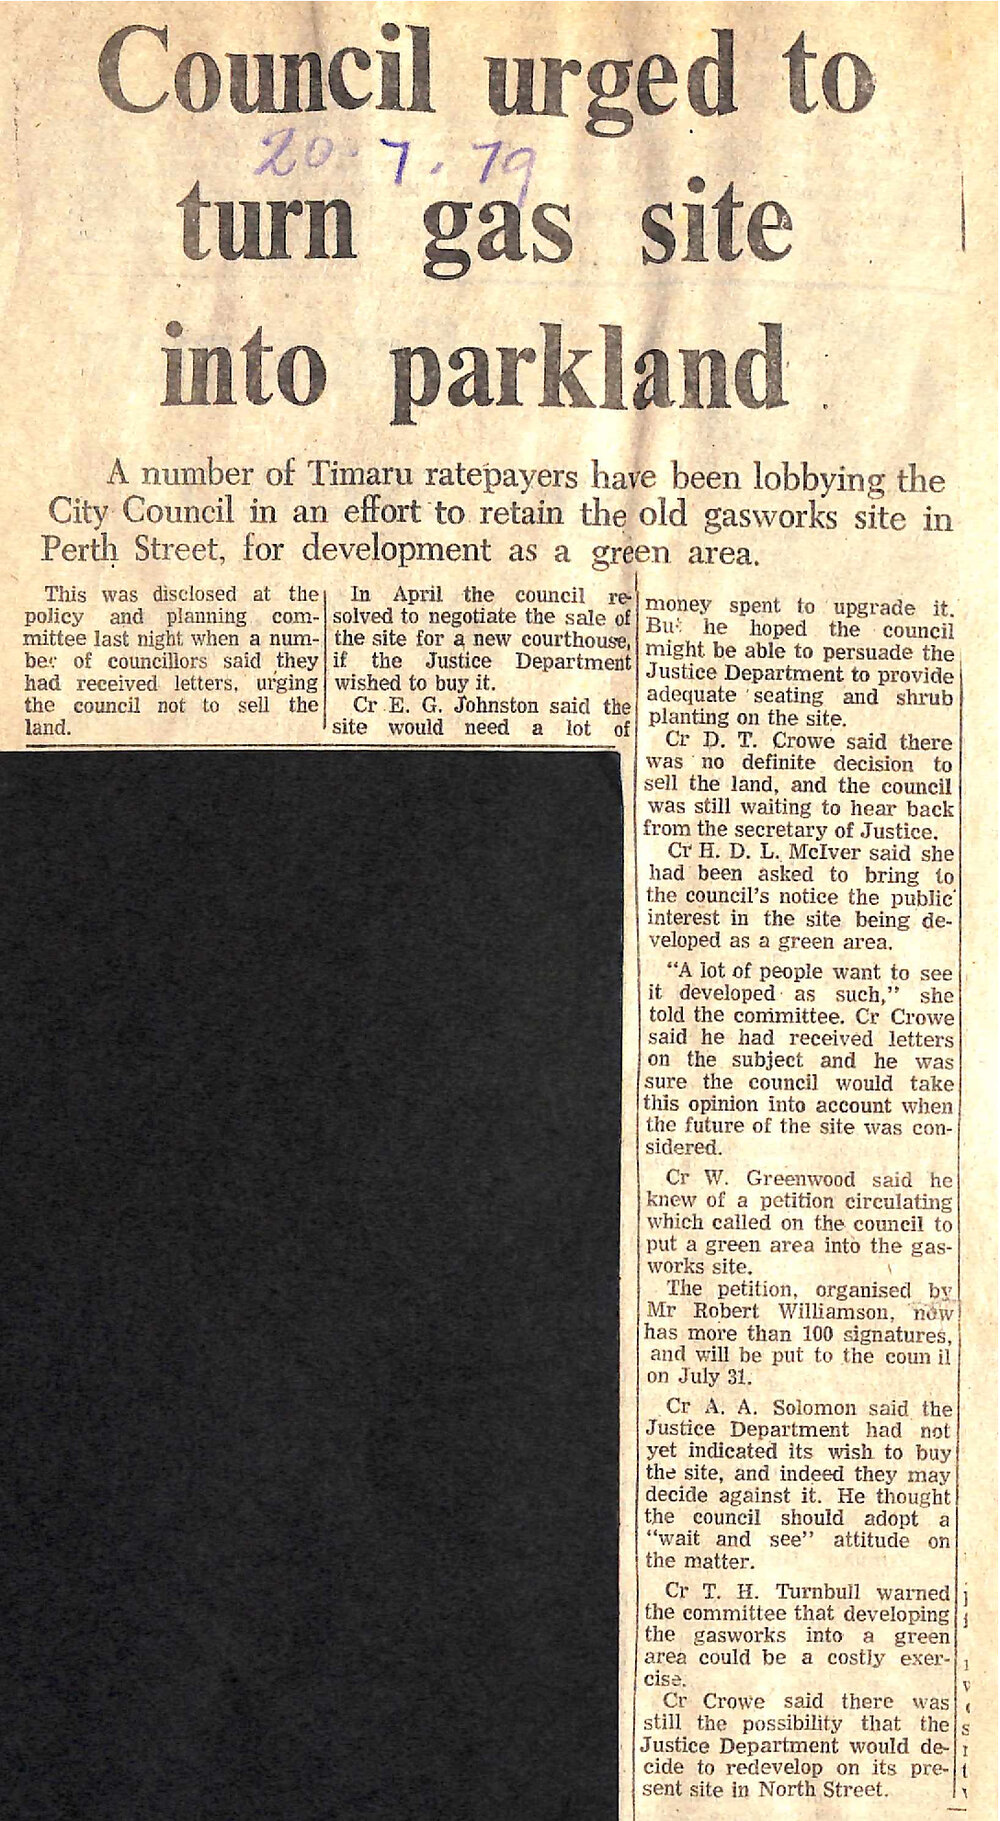 Council urged to
20.7.79
turn gas site
into parkland
A number of Timaru ratepayers have been lobbying the
City Council in an effort to retain the old gasworks site in
Perth Street, for development as a green area.
This was disclosed at the
policy and planning com-
mittee last night when a num-
ber of councillors said they
had received letters, urging
the council not to sell the
land.
In April the council re-
solved to negotiate the sale of
the site for a new courthouse,
if the Justice Department
wished to buy it.
Cr E. G. Johnston said the
site would need a lot of
money spent to upgrade it.
But he hoped the council
might be able to persuade the
Justice Department to provide
adequate seating and shrub
planting on the site.
Cr D. T. Crowe said there
was no definite decision to
sell the land, and the council
was still waiting to hear back
from the secretary of Justice.
Cr H. D. L. McIver said she
had been asked to bring to
the council's notice the public
interest in the site being de-
veloped as a green area.
"A lot of people want to see
it developed as such," she
told the committee. Cr Crowe
said he had received letters
on the subject and he was
sure the council would take
this opinion into account when
the future of the site was con-
sidered.
Cr W. Greenwood said he
knew of a petition circulating
which called on the council to
put a green area into the gas-
works site.
The petition, organised by
Mr Robert Williamson, now
has more than 100 signatures,
and will be put to the coun il
on July 31.
Cr A. A. Solomon said the
Justice Department had not
yet indicated its wish to buy
the site, and indeed they may
decide against it. He thought
the council should adopt a
"wait and see" attitude on
the matter.
Cr T. H. Turnbull warned
the committee that developing
the gasworks into a green
area could be a costly exer-
cise.
Cr Crowe said there was
still the possibility that the
Justice Department would de-
cide to redevelop on its pre-
sent site in North Street.